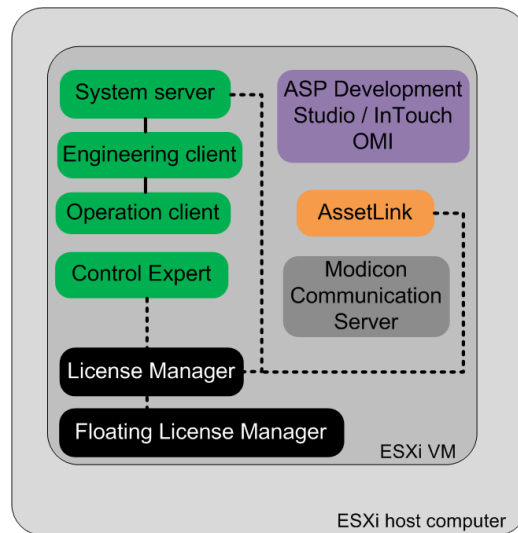 System server
Engineering client
Operation client
Control Expert
License Manager
Floating License Manager
ASP Development
Studio / InTouch
OMI
AssetLink
Modicon
Communication
Server
ESXi VM
ESXi host computer